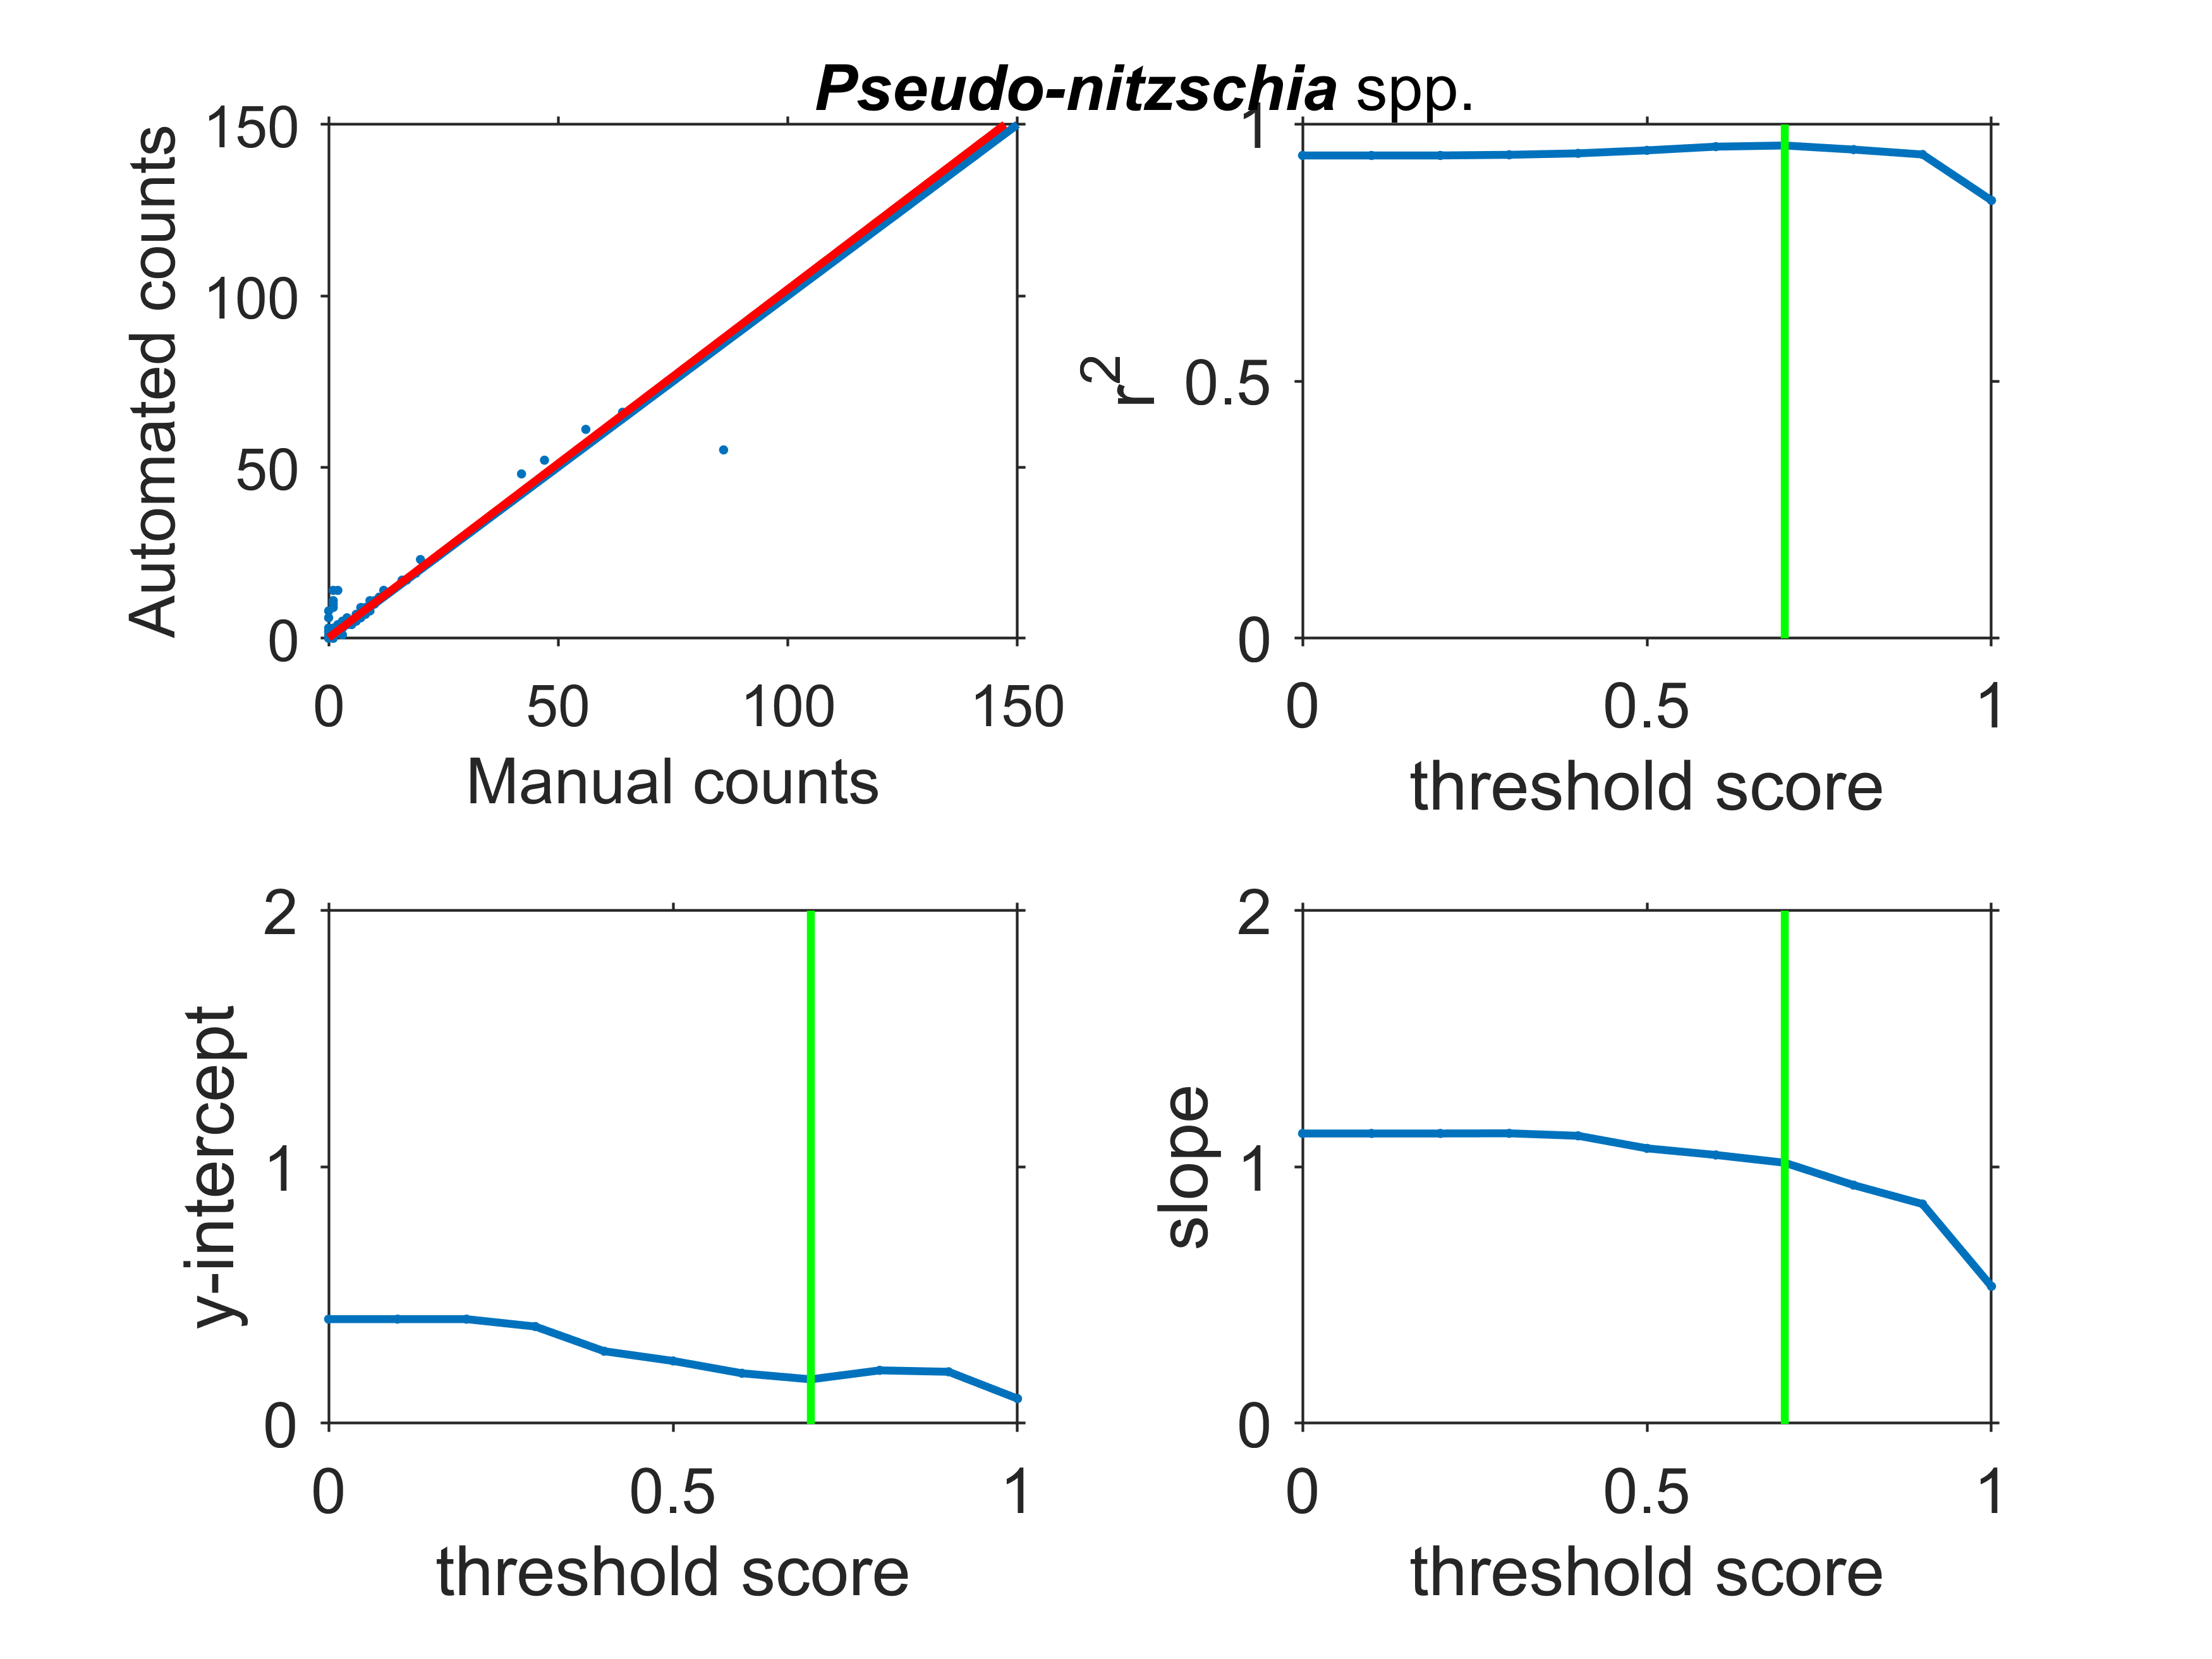 Pseudo-nitzschia spp.
150
100
50
0
Automated counts
0 50 100 150
Manual counts
1
0.5
0
r²
0 0.5 1
threshold score
2
1
0
y-intercept
0 0.5 1
threshold score
2
1
0
slope
0 0.5 1
threshold score